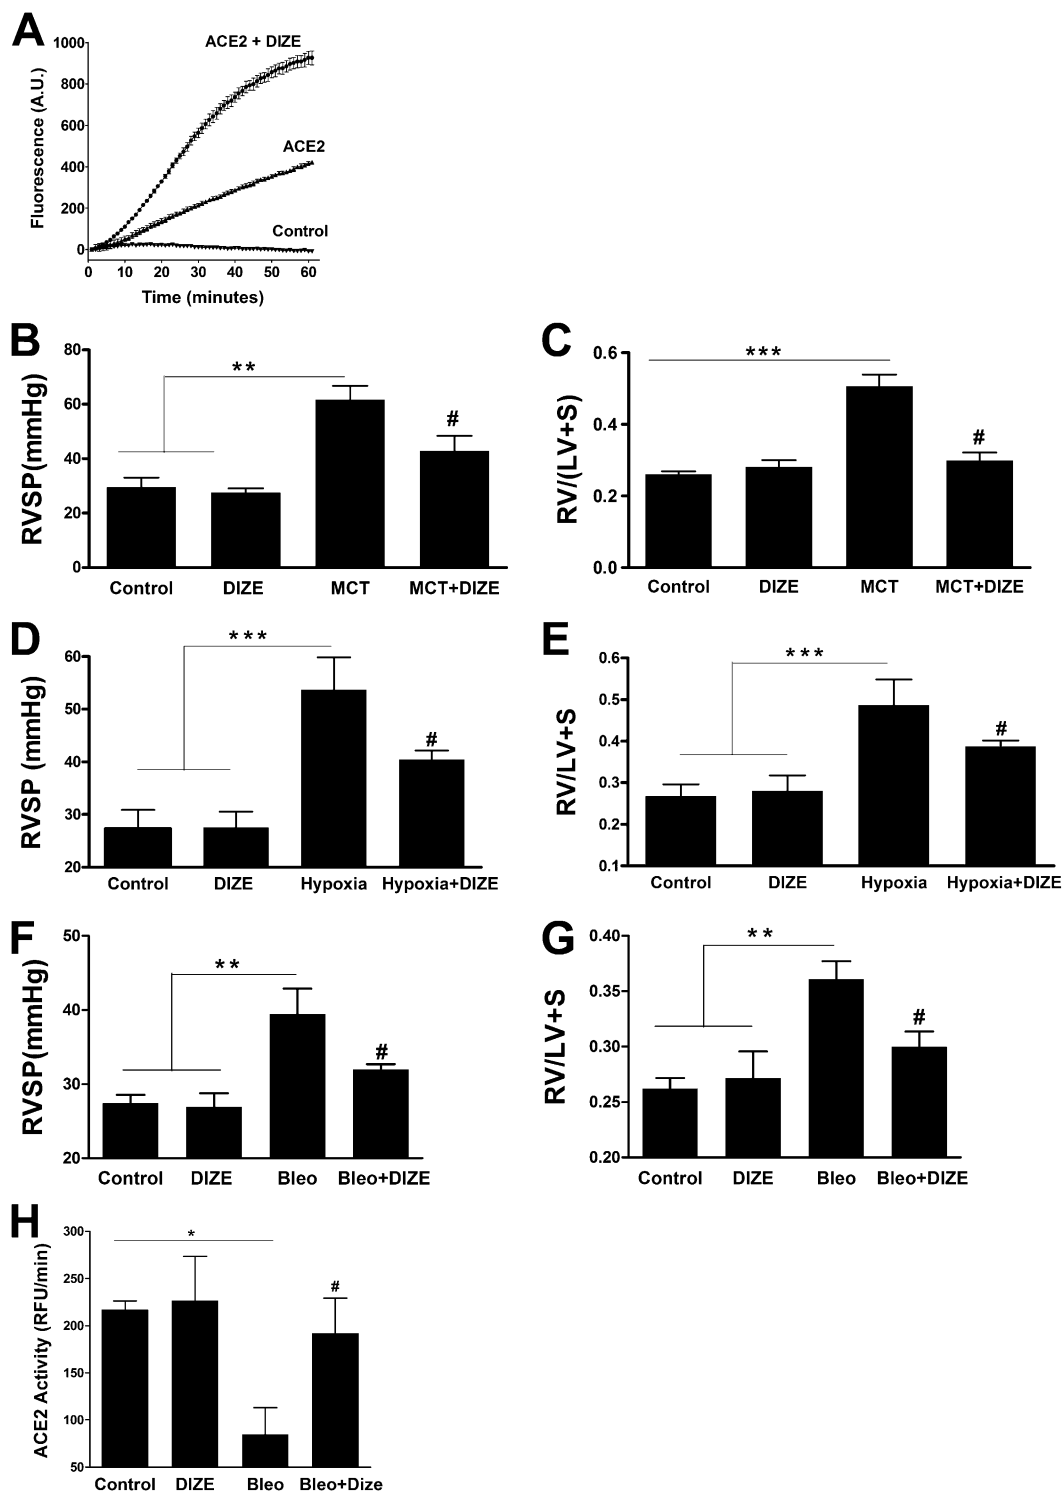 A
1000
800
600
400
200
0
Fluorescence (A.U.)
ACE2 + DIZE
ACE2
Control
0 10 20 30 40 50 60
Time (minutes)
B
80
60
40
20
0
RVSP(mmHg)
**
#
Control DIZE MCT MCT+DIZE
C
0.6
0.4
0.2
0.0
RV/(LV+S)
***
#
Control DIZE MCT MCT+DIZE
D
60
50
40
30
20
RVSP (mmHg)
***
#
Control DIZE Hypoxia Hypoxia+DIZE
E
0.6
0.5
0.4
0.3
0.2
0.1
RV/LV+S
***
#
Control DIZE Hypoxia Hypoxia+DIZE
F
50
40
30
20
RVSP(mmHg)
**
#
Control DIZE Bleo Bleo+DIZE
G
0.40
0.35
0.30
0.25
0.20
RV/LV+S
**
#
Control DIZE Bleo Bleo+DIZE
H
300
250
200
150
100
50
ACE2 Activity (RFU/min)
*
#
Control DIZE Bleo Bleo+Dize